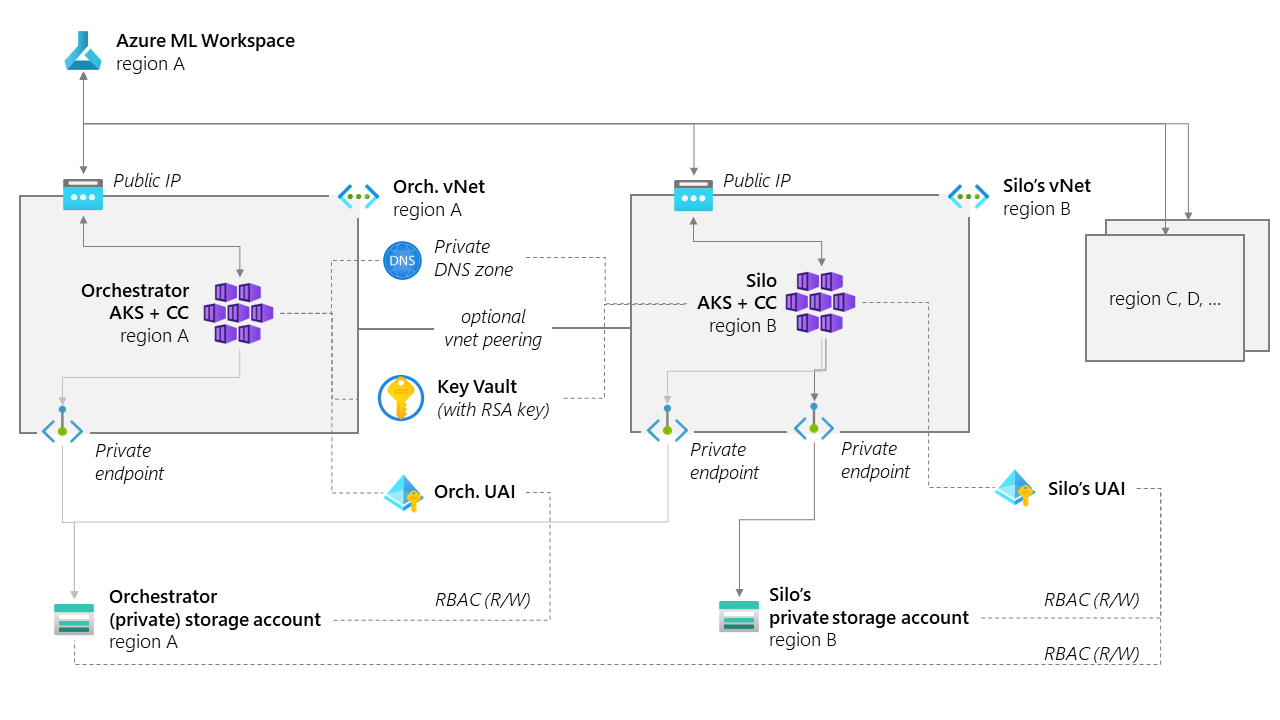 Azure ML Workspace
region A
Public IP
Orch. vNet
region A
Public IP
Silo's vNet
region B
Private
DNS zone
DNS
Orchestrator
AKS + CC
region A
Silo
AKS + CC
region B
region C, D, ...
optional
vnet peering
Key Vault
(with RSA key)
Private
endpoint
Private
endpoint
Private
endpoint
Orch. UAI
Silo's UAI
Orchestrator
(private) storage account
region A
RBAC (R/W)
Silo's
private storage account
region B
RBAC (R/W)
RBAC (R/W)